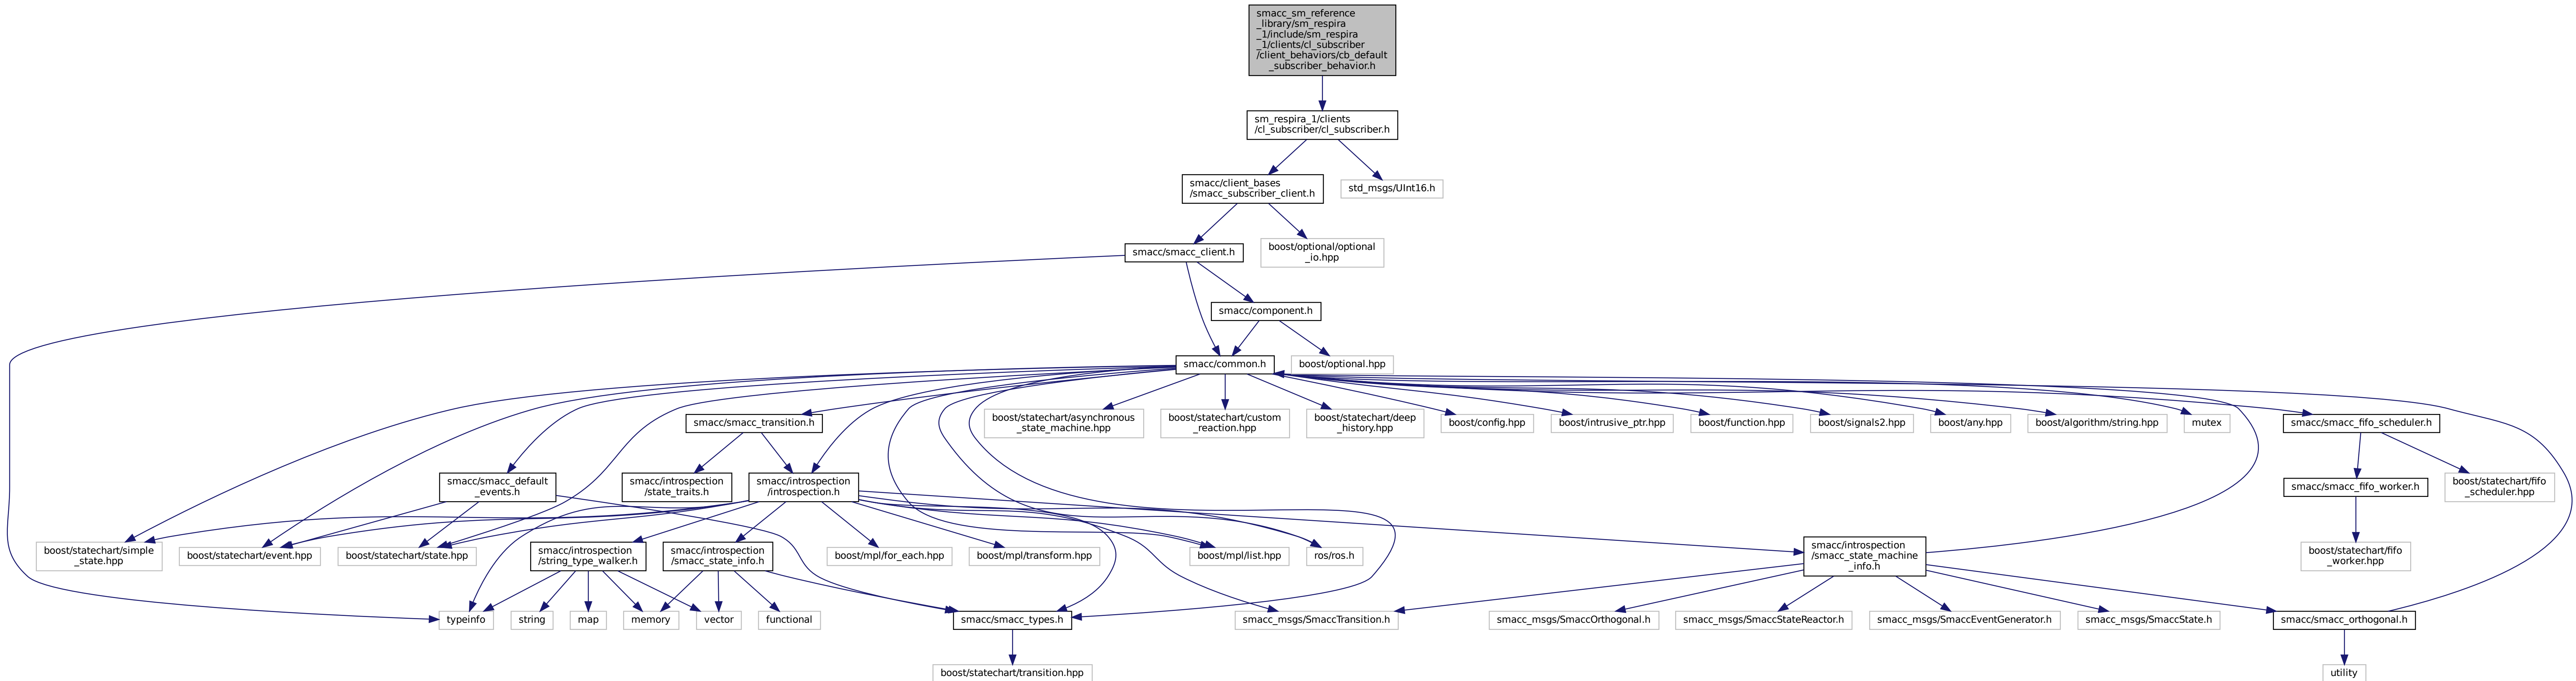 smacc_sm_reference
_library/sm_respira
_1/include/sm_respira
_1/clients/cl_subscriber
/client_behaviors/cb_default
_subscriber_behavior.h
sm_respira_1/clients
/cl_subscriber/cl_subscriber.h
smacc/client_bases
/smacc_subscriber_client.h
std_msgs/UInt16.h
smacc/smacc_client.h
boost/optional/optional
_io.hpp
smacc/component.h
smacc/common.h
boost/optional.hpp
smacc/smacc_transition.h
boost/statechart/asynchronous
_state_machine.hpp
boost/statechart/custom
_reaction.hpp
boost/statechart/deep
_history.hpp
boost/config.hpp
boost/intrusive_ptr.hpp
boost/function.hpp
boost/signals2.hpp
boost/any.hpp
boost/algorithm/string.hpp
mutex
smacc/smacc_fifo_scheduler.h
smacc/smacc_default
_events.h
smacc/introspection
/state_traits.h
smacc/introspection
/introspection.h
smacc/smacc_fifo_worker.h
boost/statechart/fifo
_scheduler.hpp
boost/statechart/simple
_state.hpp
boost/statechart/event.hpp
boost/statechart/state.hpp
smacc/introspection
/string_type_walker.h
smacc/introspection
/smacc_state_info.h
boost/mpl/for_each.hpp
boost/mpl/transform.hpp
boost/mpl/list.hpp
ros/ros.h
smacc/introspection
/smacc_state_machine
_info.h
boost/statechart/fifo
_worker.hpp
typeinfo
string
map
memory
vector
functional
smacc/smacc_types.h
smacc_msgs/SmaccTransition.h
smacc_msgs/SmaccOrthogonal.h
smacc_msgs/SmaccStateReactor.h
smacc_msgs/SmaccEventGenerator.h
smacc_msgs/SmaccState.h
smacc/smacc_orthogonal.h
boost/statechart/transition.hpp
utility